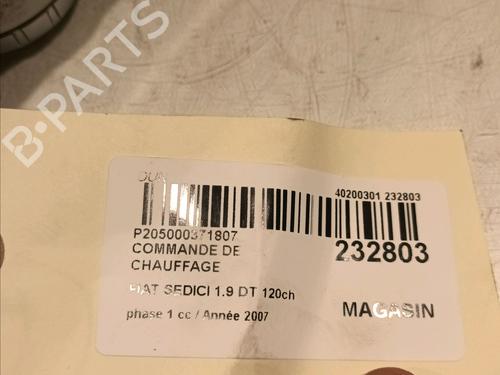 B-PARTS
40200301 232803
P205000371807
COMMANDE DE
CHAUFFAGE
232803
FIAT SEDICI 1.9 DT 120ch
phase 1 cc / Année 2007
MAGASIN